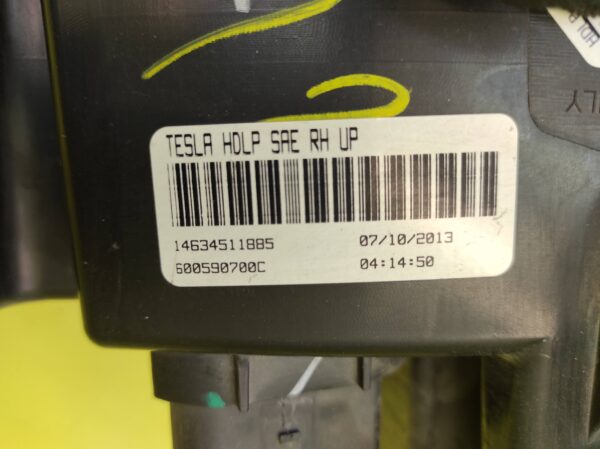 TESLA HDLP SAE RH UP
14634511885
07/10/2013
600590700C
04:14:50